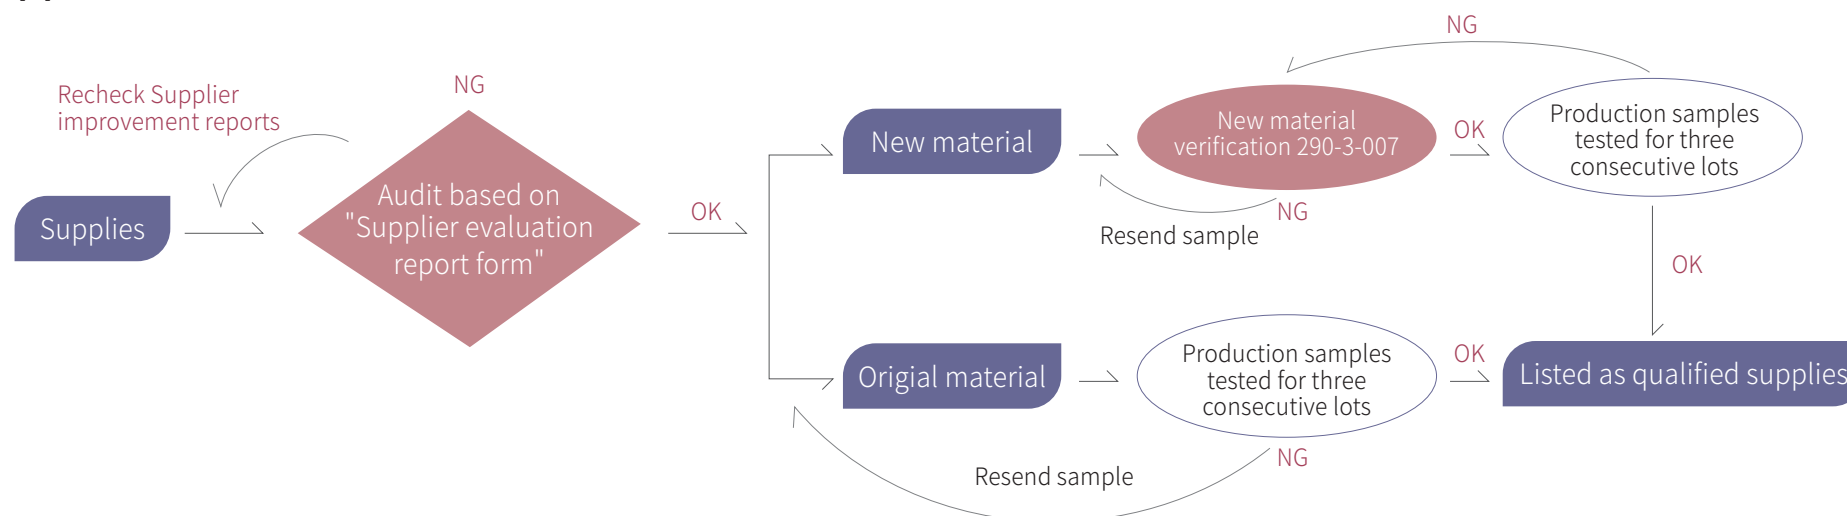 Recheck Supplier
improvement reports
NG
Supplies
Audit based on
"Supplier evaluation
report form"
OK
New material
New material
verification 290-3-007
NG
Resend sample
OK
NG
Production samples
tested for three
consecutive lots
OK
Origial material
Production samples
tested for three
consecutive lots
NG
Resend sample
OK
Listed as qualified supplies